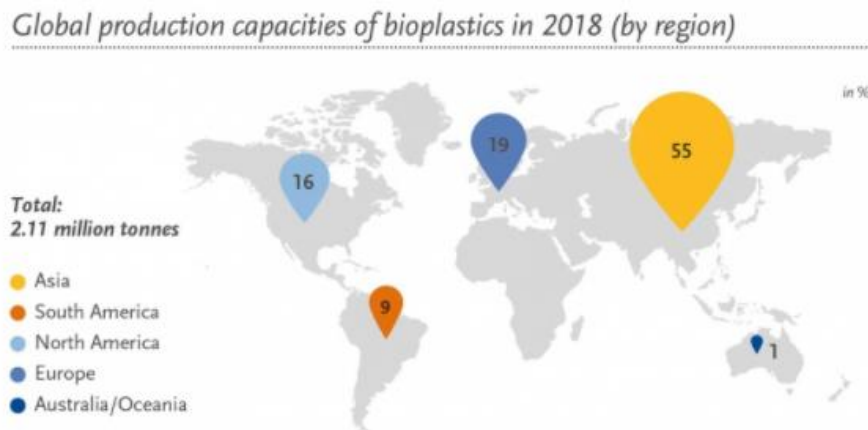 Global production capacities of bioplastics in 2018 (by region)
in %
19
55
16
Total:
2.11 million tonnes
Asia
South America
9
North America
1
Europe
Australia/Oceania